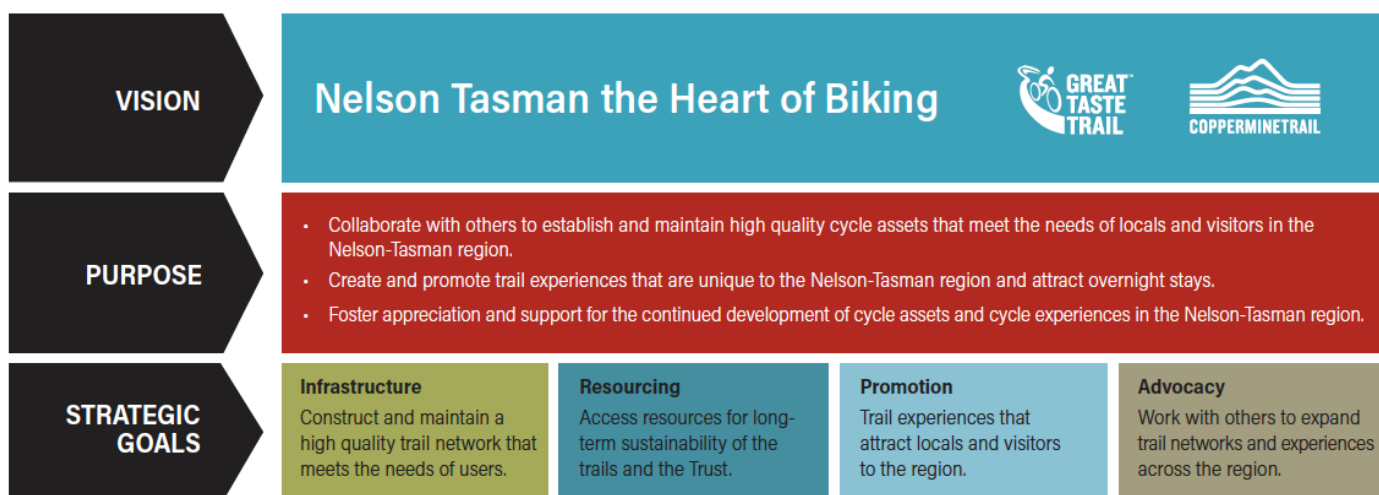 VISION
Nelson Tasman the Heart of Biking
GREAT™
TASTE
TRAIL
COPPERMINETRAIL
PURPOSE
• Collaborate with others to establish and maintain high quality cycle assets that meet the needs of locals and visitors in the
Nelson-Tasman region.
• Create and promote trail experiences that are unique to the Nelson-Tasman region and attract overnight stays.
• Foster appreciation and support for the continued development of cycle assets and cycle experiences in the Nelson-Tasman region.
STRATEGIC
GOALS
Infrastructure
Construct and maintain a
high quality trail network that
meets the needs of users.
Resourcing
Access resources for long-
term sustainability of the
trails and the Trust.
Promotion
Trail experiences that
attract locals and visitors
to the region.
Advocacy
Work with others to expand
trail networks and experiences
across the region.